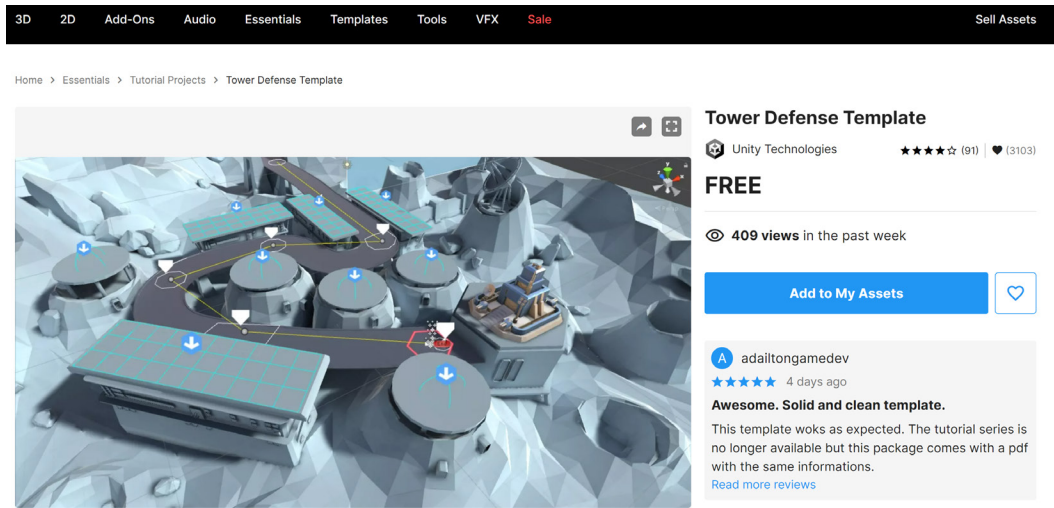 3D 2D Add-Ons Audio Essentials Templates Tools VFX Sale Sell Assets
Home > Essentials > Tutorial Projects > Tower Defense Template
Tower Defense Template
Unity Technologies ★★★★☆ (91) ♥ (3103)
FREE
409 views in the past week
Add to My Assets
A adailtongamedev
★★★★★ 4 days ago
Awesome. Solid and clean template.
This template woks as expected. The tutorial series is
no longer available but this package comes with a pdf
with the same informations.
Read more reviews